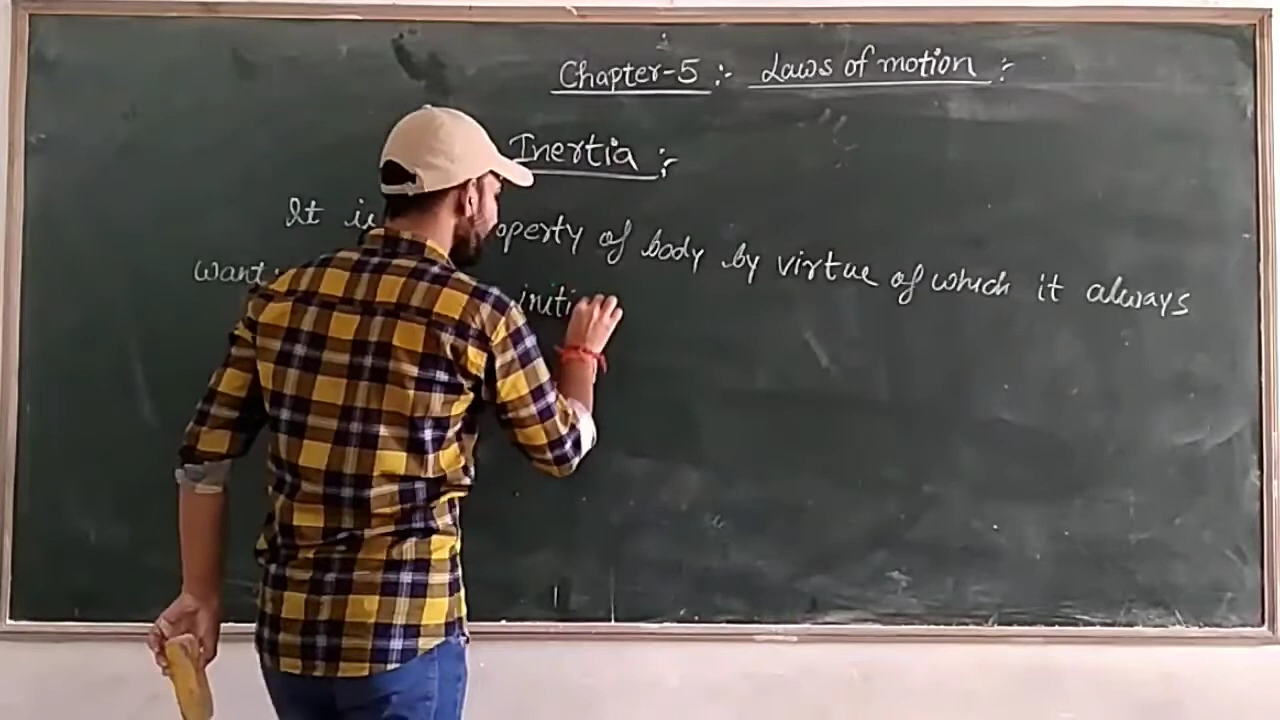 Chapter-5 :- Laws of motion :-
Inertia :-
It is operty of body by virtue of which it always
want initi